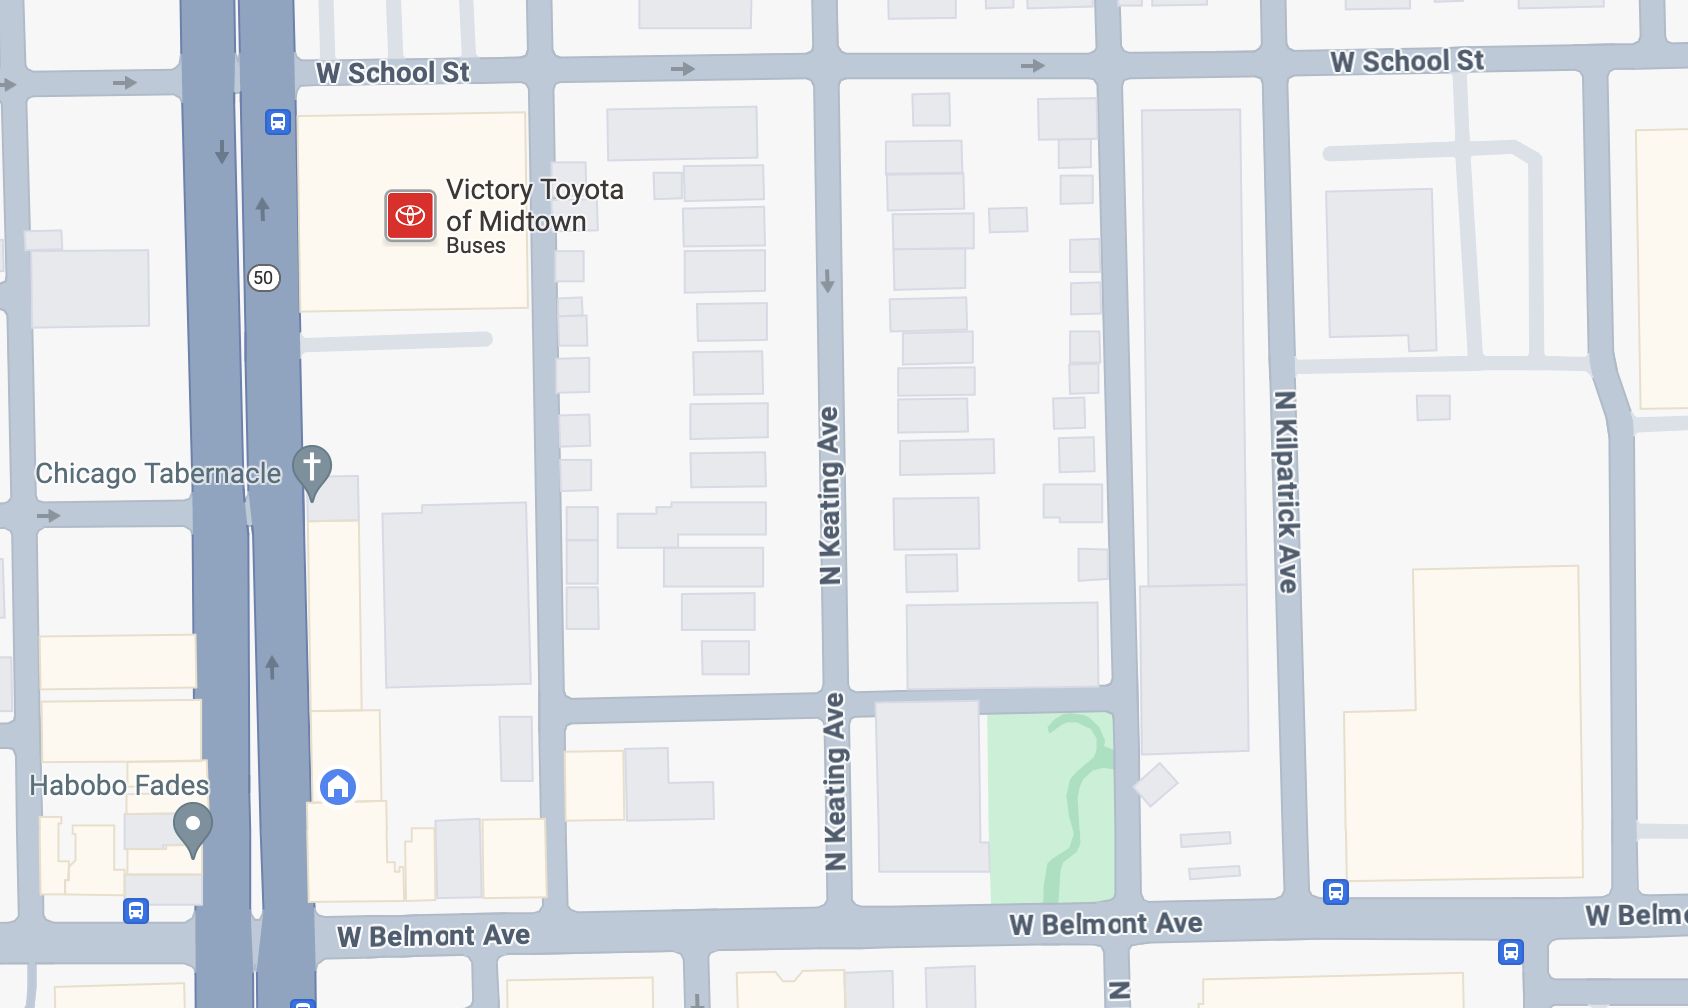 W School St
W School St
Victory Toyota
of Midtown
Buses
50
N Keating Ave
N Kilpatrick Ave
Chicago Tabernacle
N Keating Ave
Habobo Fades
W Belmont Ave
W Belmont Ave
W Belm
N